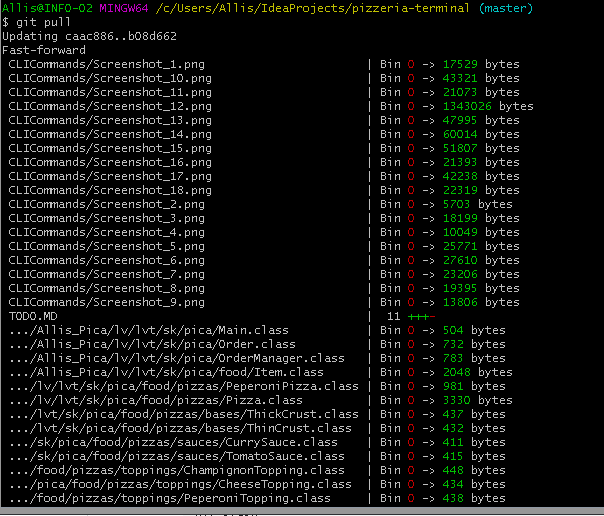 Allis@INFO-02 MINGW64 /c/Users/Allis/IdeaProjects/pizzeria-terminal (master)
$ git pull
Updating caac886..b08d662
Fast-forward
CLICommands/Screenshot_1.png | Bin 0 -> 17529 bytes
CLICommands/Screenshot_10.png | Bin 0 -> 43321 bytes
CLICommands/Screenshot_11.png | Bin 0 -> 21073 bytes
CLICommands/Screenshot_12.png | Bin 0 -> 1343026 bytes
CLICommands/Screenshot_13.png | Bin 0 -> 47995 bytes
CLICommands/Screenshot_14.png | Bin 0 -> 60014 bytes
CLICommands/Screenshot_15.png | Bin 0 -> 51807 bytes
CLICommands/Screenshot_16.png | Bin 0 -> 21393 bytes
CLICommands/Screenshot_17.png | Bin 0 -> 42238 bytes
CLICommands/Screenshot_18.png | Bin 0 -> 22319 bytes
CLICommands/Screenshot_2.png | Bin 0 -> 5703 bytes
CLICommands/Screenshot_3.png | Bin 0 -> 18199 bytes
CLICommands/Screenshot_4.png | Bin 0 -> 10049 bytes
CLICommands/Screenshot_5.png | Bin 0 -> 25771 bytes
CLICommands/Screenshot_6.png | Bin 0 -> 27610 bytes
CLICommands/Screenshot_7.png | Bin 0 -> 23206 bytes
CLICommands/Screenshot_8.png | Bin 0 -> 19395 bytes
CLICommands/Screenshot_9.png | Bin 0 -> 13806 bytes
TODO.MD | 11 +++-
.../Allis_Pica/lv/lvt/sk/pica/Main.class | Bin 0 -> 504 bytes
.../Allis_Pica/lv/lvt/sk/pica/Order.class | Bin 0 -> 732 bytes
.../Allis_Pica/lv/lvt/sk/pica/OrderManager.class | Bin 0 -> 783 bytes
.../Allis_Pica/lv/lvt/sk/pica/food/Item.class | Bin 0 -> 2048 bytes
.../lv/lvt/sk/pica/food/pizzas/PeperoniPizza.class | Bin 0 -> 981 bytes
.../lv/lvt/sk/pica/food/pizzas/Pizza.class | Bin 0 -> 3330 bytes
.../lvt/sk/pica/food/pizzas/bases/ThickCrust.class | Bin 0 -> 437 bytes
.../lvt/sk/pica/food/pizzas/bases/ThinCrust.class | Bin 0 -> 432 bytes
.../sk/pica/food/pizzas/sauces/CurrySauce.class | Bin 0 -> 411 bytes
.../sk/pica/food/pizzas/sauces/TomatoSauce.class | Bin 0 -> 415 bytes
.../food/pizzas/toppings/ChampignonTopping.class | Bin 0 -> 448 bytes
.../pica/food/pizzas/toppings/CheeseTopping.class | Bin 0 -> 434 bytes
.../food/pizzas/toppings/PeperoniTopping.class | Bin 0 -> 438 bytes